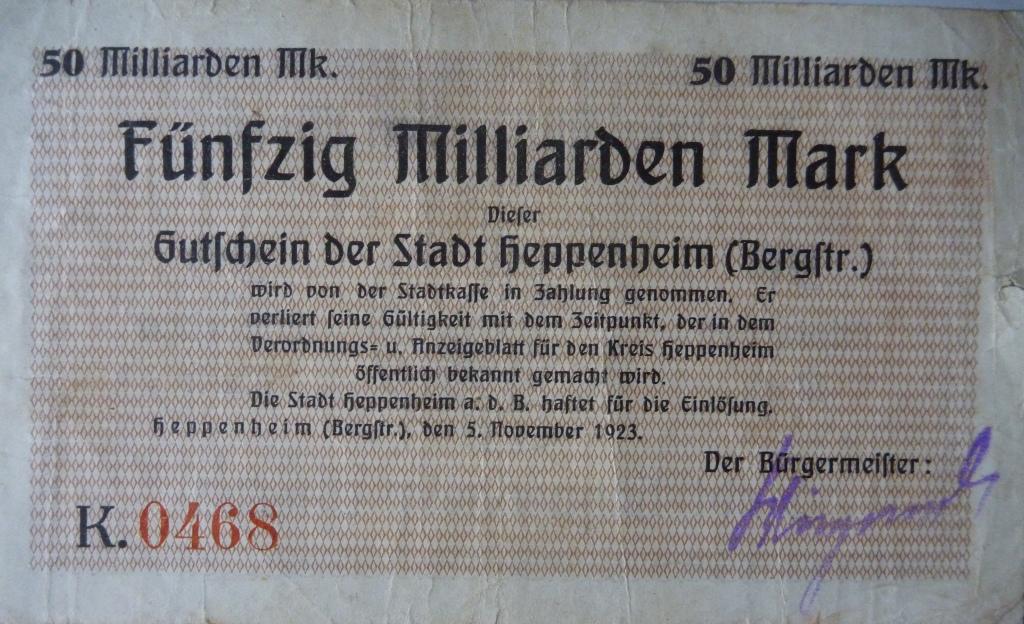 50 Milliarden Mk. 50 Milliarden Mk.
Fünfzig Milliarden Mark
Dieſer
Gutſchein der Stadt Heppenheim (Bergſtr.)
wird von der Stadtkaſſe in Zahlung genommen. Er
verliert ſeine Gültigkeit mit dem Zeitpunkt, der in dem
Verordnungs= u. Anzeigeblatt für den Kreis Heppenheim
öffentlich bekannt gemacht wird.
Die Stadt Heppenheim a. d. B. haftet für die Einlöſung.
Heppenheim (Bergſtr.), den 5. November 1923.
Der Bürgermeiſter:
K. 0468